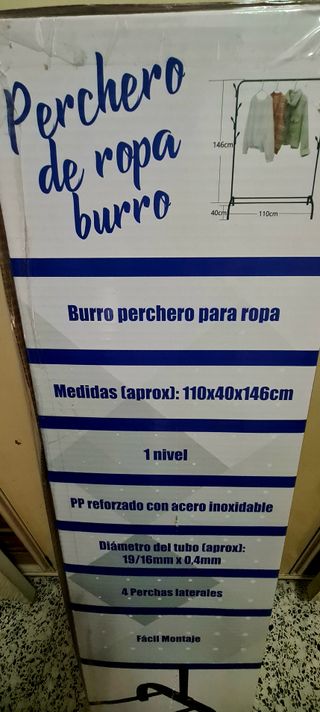 Perchero
de ropa
burro
146cm
40cm
110cm
Burro perchero para ropa
Medidas (aprox): 110x40x146cm
1 nivel
PP reforzado con acero inoxidable
Diámetro del tubo (aprox):
19/16mm x 0,4mm
4 Perchas laterales
Fácil Montaje